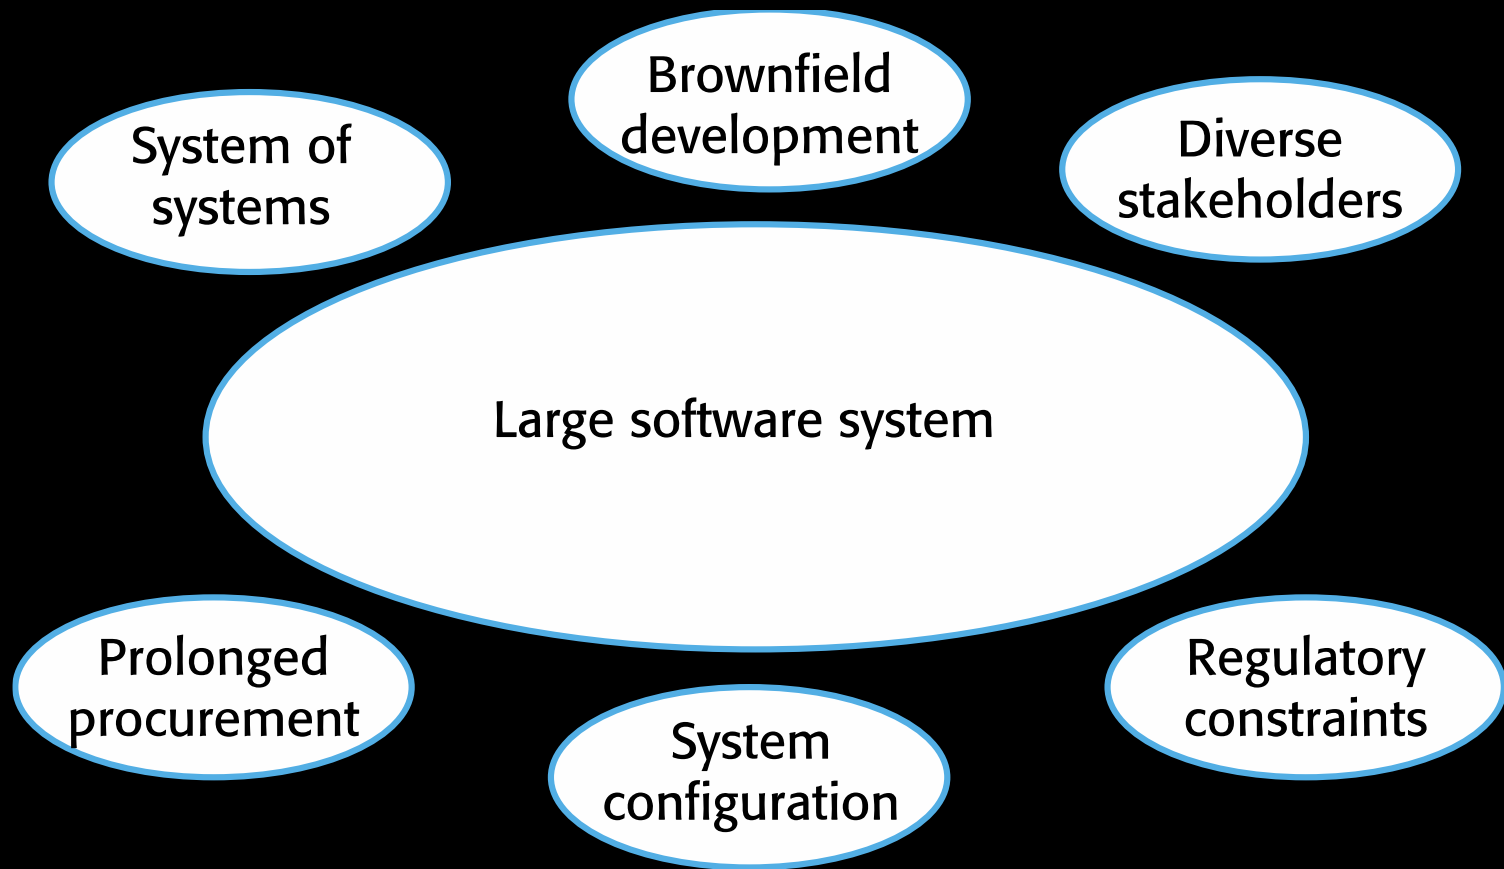 Brownfield
development
System of
systems
Diverse
stakeholders
Large software system
Prolonged
procurement
System
configuration
Regulatory
constraints